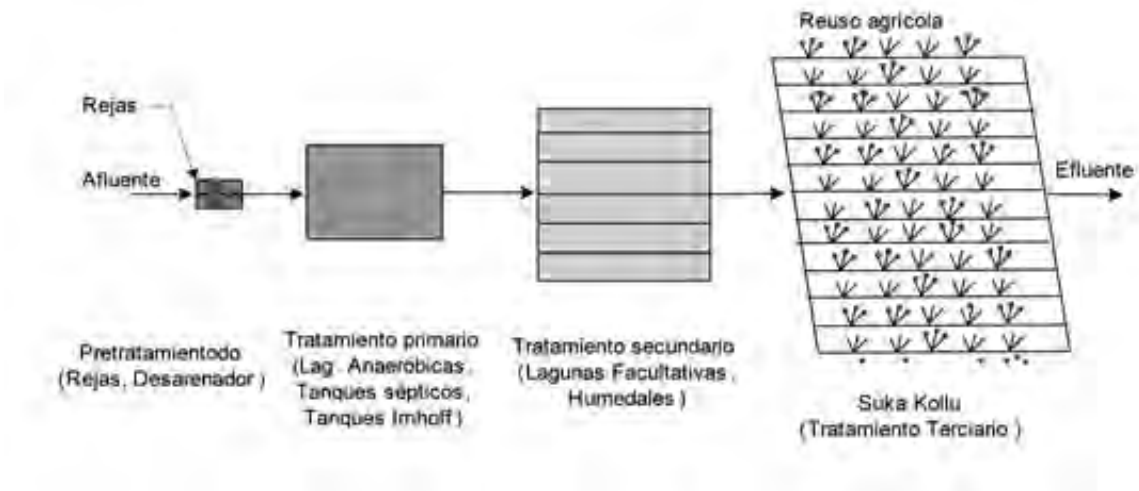 Reuso agrícola
Rejas
Afluente
Efluente
Pretratamientodo
(Rejas, Desarenador)
Tratamiento primario
(Lag. Anaeróbicas,
Tanques sépticos,
Tanques Imhoff)
Tratamiento secundario
(Lagunas Facultativas,
Humedales)
Suka Kollu
(Tratamiento Terciario)